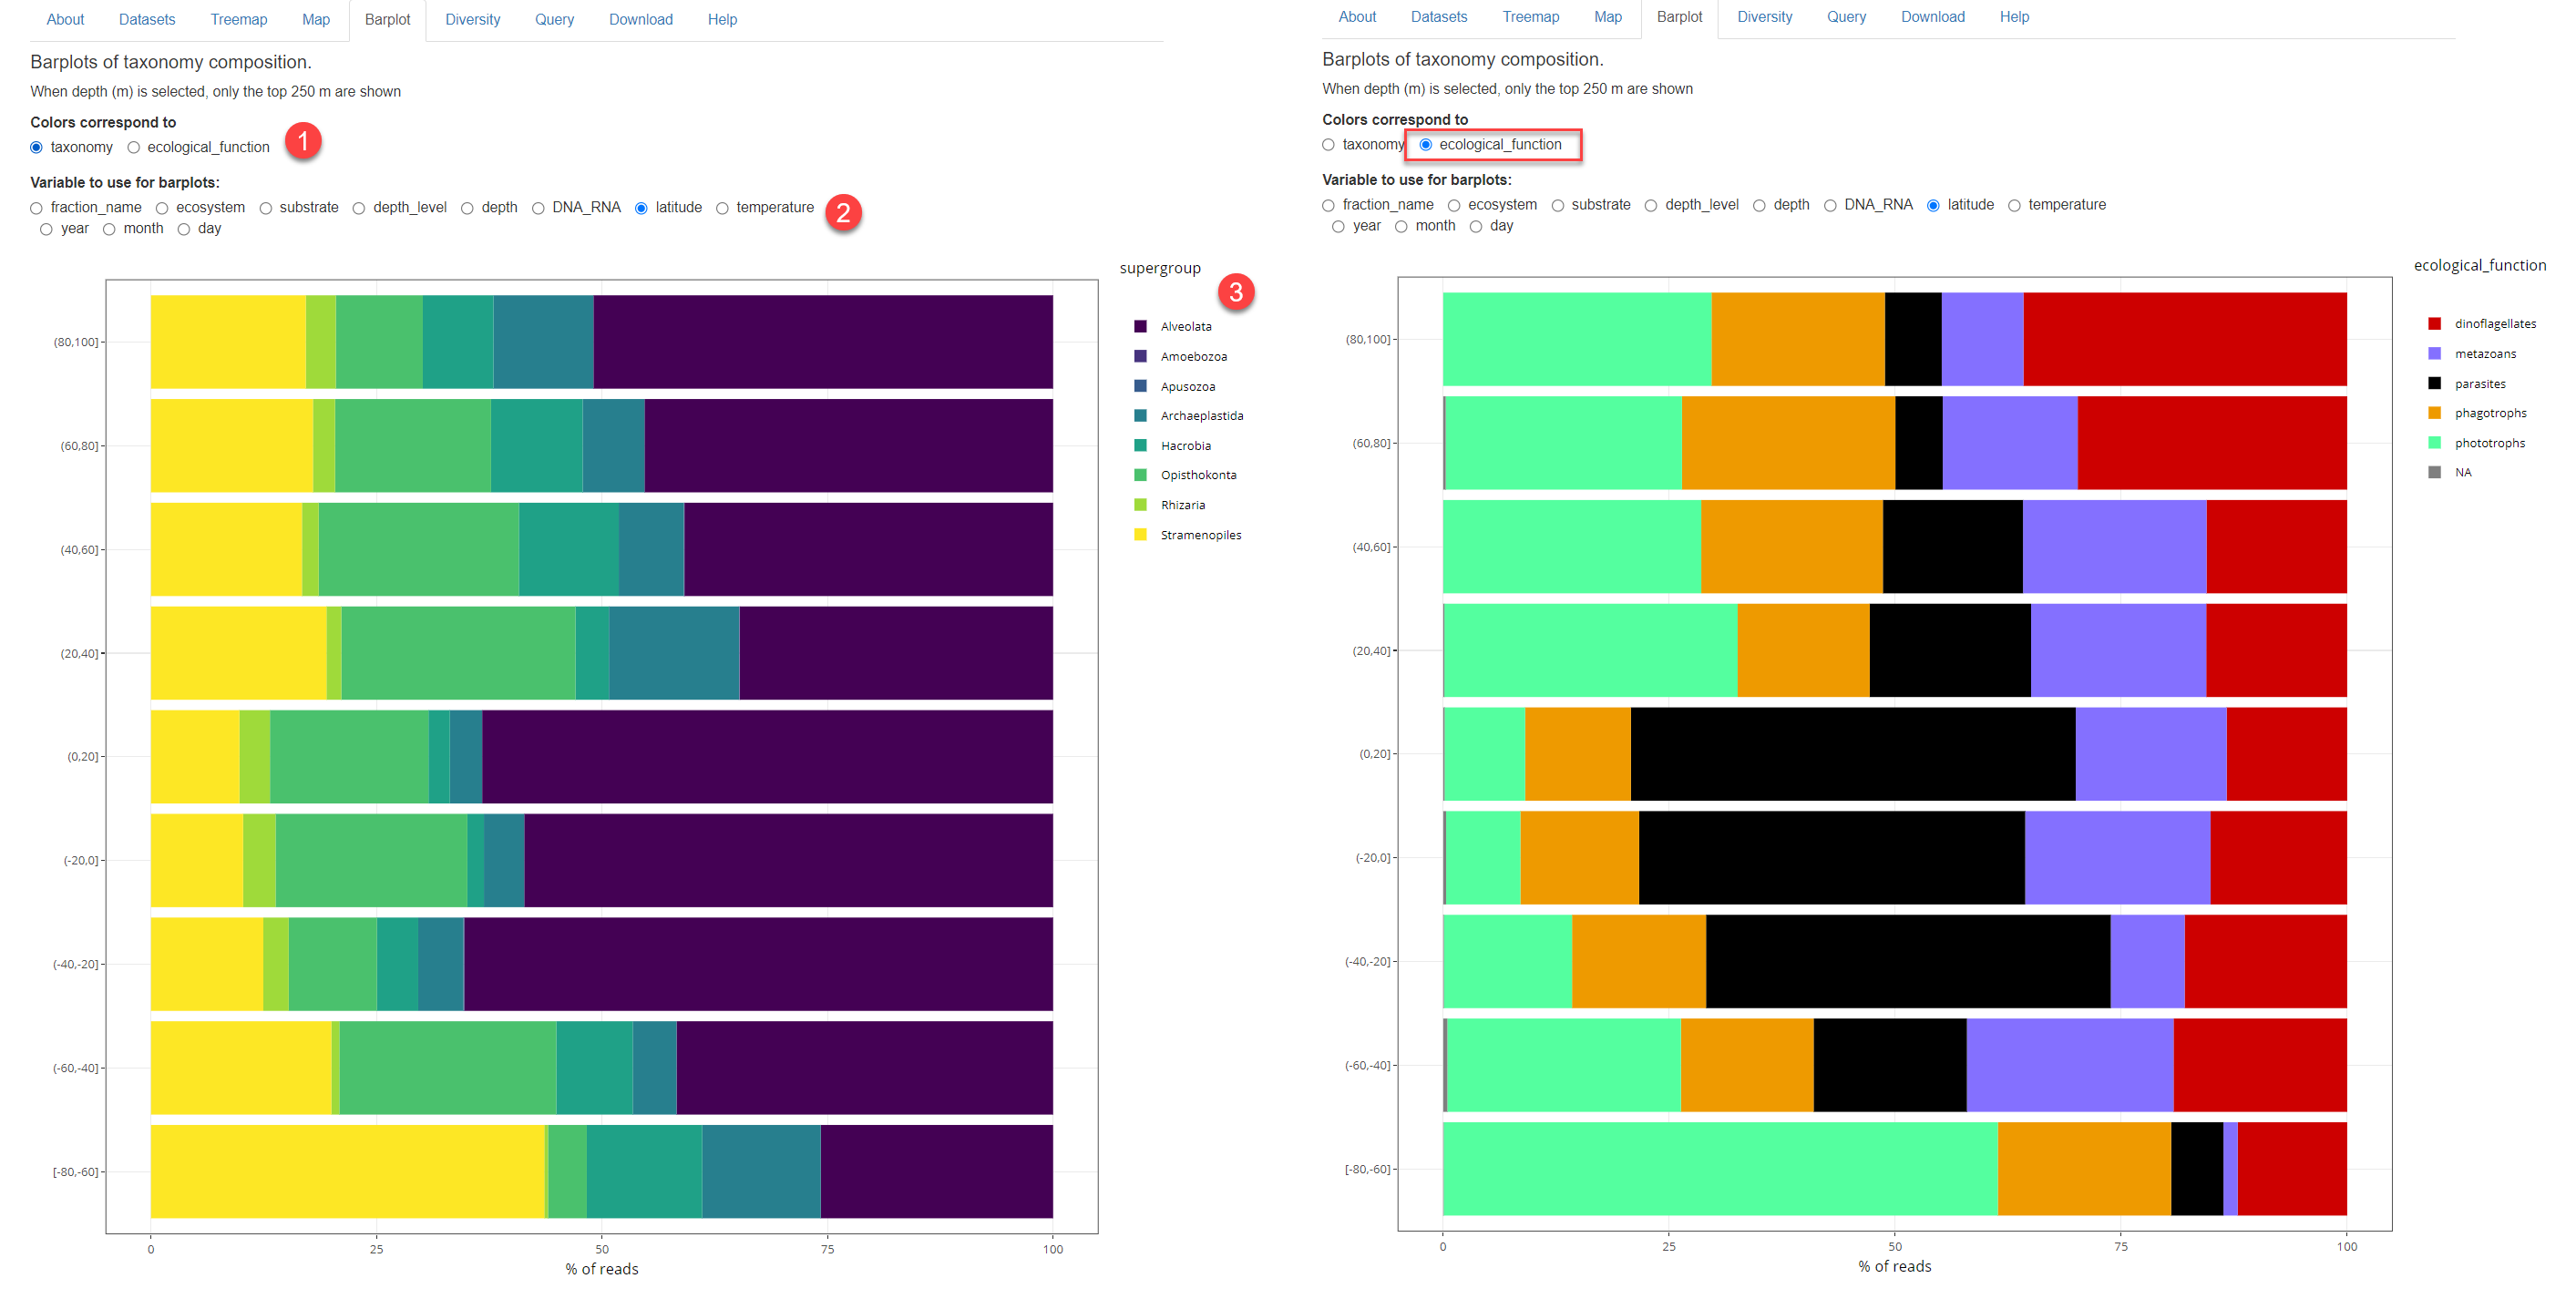 About Datasets Treemap Map Barplot Diversity Query Download Help
Barplots of taxonomy composition.
When depth (m) is selected, only the top 250 m are shown
Colors correspond to
taxonomy ecological_function 1
Variable to use for barplots:
fraction_name ecosystem substrate depth_level depth DNA_RNA latitude temperature 2
year month day
supergroup
3
Alveolata
Amoebozoa
Apusozoa
Archaeplastida
Hacrobia
Opisthokonta
Rhizaria
Stramenopiles
(80,100]
(60,80]
(40,60]
(20,40]
(0,20]
(-20,0]
(-40,-20]
(-60,-40]
[-80,-60]
0 25 50 75 100
% of reads
About Datasets Treemap Map Barplot Diversity Query Download Help
Barplots of taxonomy composition.
When depth (m) is selected, only the top 250 m are shown
Colors correspond to
taxonomy ecological_function
Variable to use for barplots:
fraction_name ecosystem substrate depth_level depth DNA_RNA latitude temperature
year month day
ecological_function
dinoflagellates
metazoans
parasites
phagotrophs
phototrophs
NA
(80,100]
(60,80]
(40,60]
(20,40]
(0,20]
(-20,0]
(-40,-20]
(-60,-40]
[-80,-60]
0 25 50 75 100
% of reads